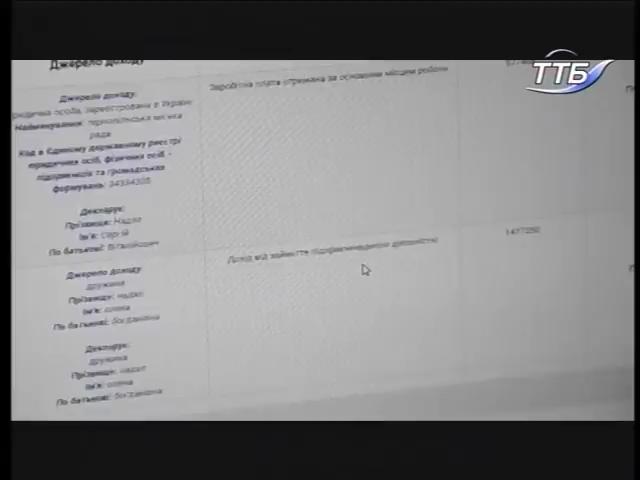 Джерело доходу
ТТБ
Джерело доходу:
юридична особа, зареєстрована в Україні
Найменування: тернопільська міська
рада
Код в Єдиному державному реєстрі
юридичних осіб, фізичних осіб -
підприємців та громадських
формувань: 34334305
Декларує:
Прізвище: Надал
Ім'я: Сергій
По батькові: Віталійович
Заробітна плата отримана за основним місцем роботи
Джерело доходу
дружина
Прізвище: надал
Ім'я: олена
По батькові: богданівна
Декларує:
дружина
Прізвище: надал
Ім'я: олена
По батькові: богданівна
Дохід від зайняття підприємницькою діяльністю